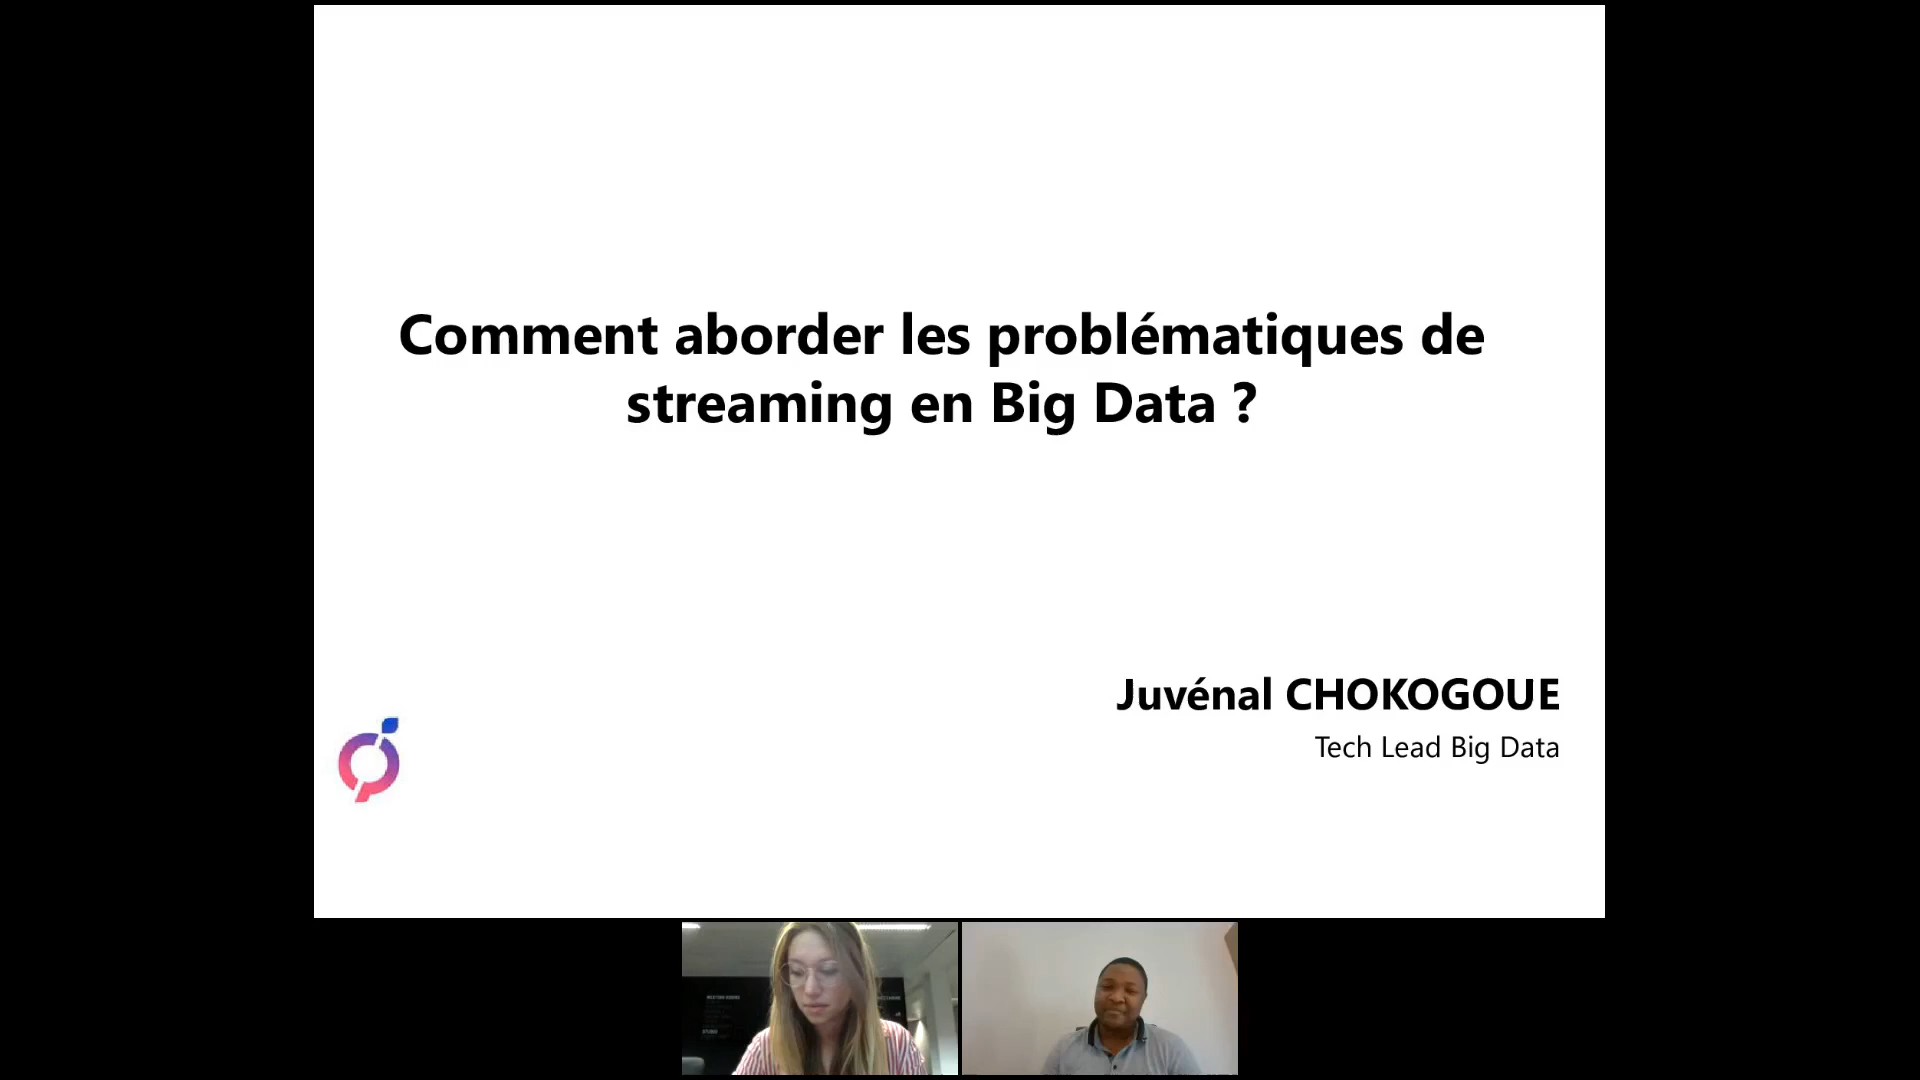 Comment aborder les problématiques de
streaming en Big Data ?
Juvénal CHOKOGOUE
Tech Lead Big Data